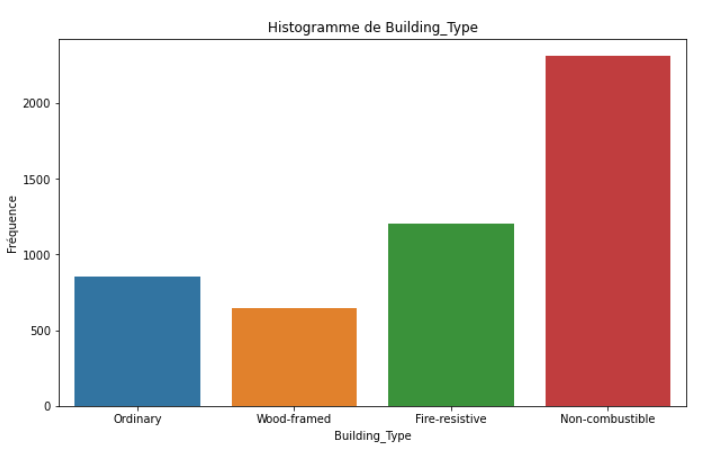 Histogramme de Building_Type
Fréquence
2000
1500
1000
500
0
Ordinary Wood-framed Fire-resistive Non-combustible
Building_Type